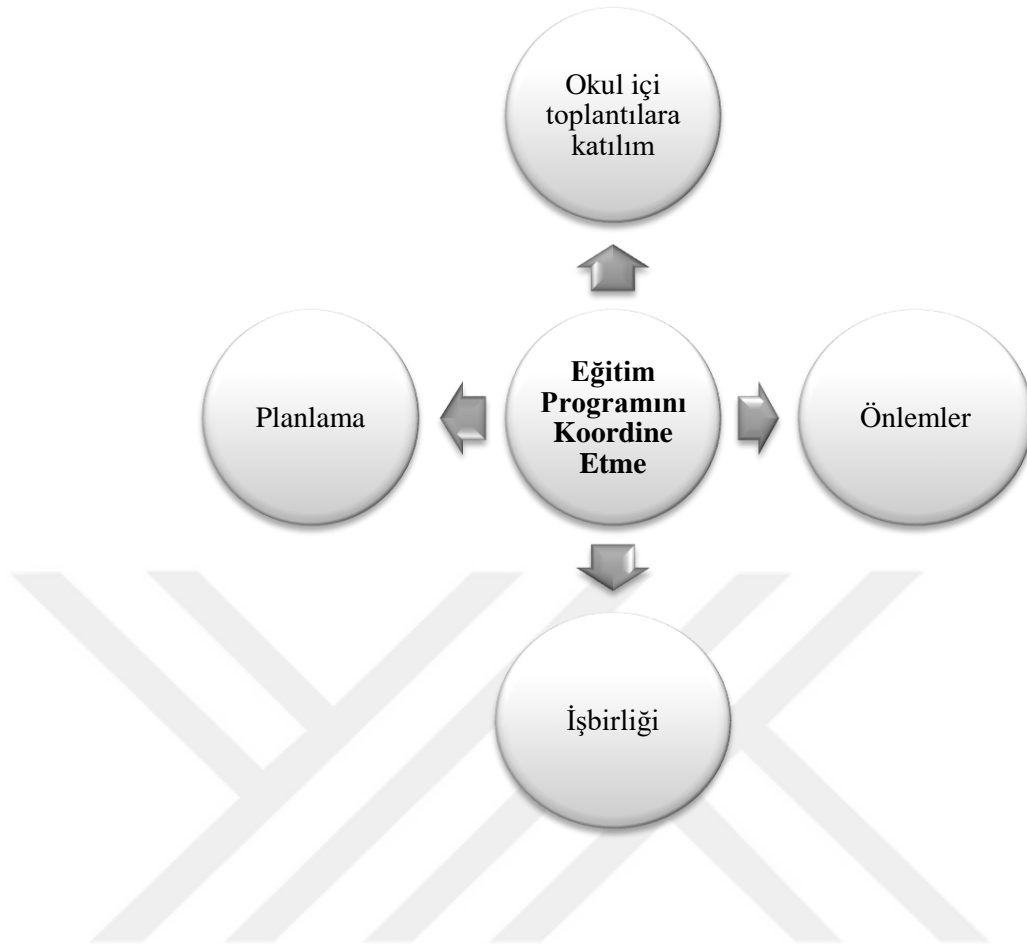 Okul içi
toplantılara
katılım
Planlama
Eğitim
Programını
Koordine
Etme
Önlemler
İşbirliği